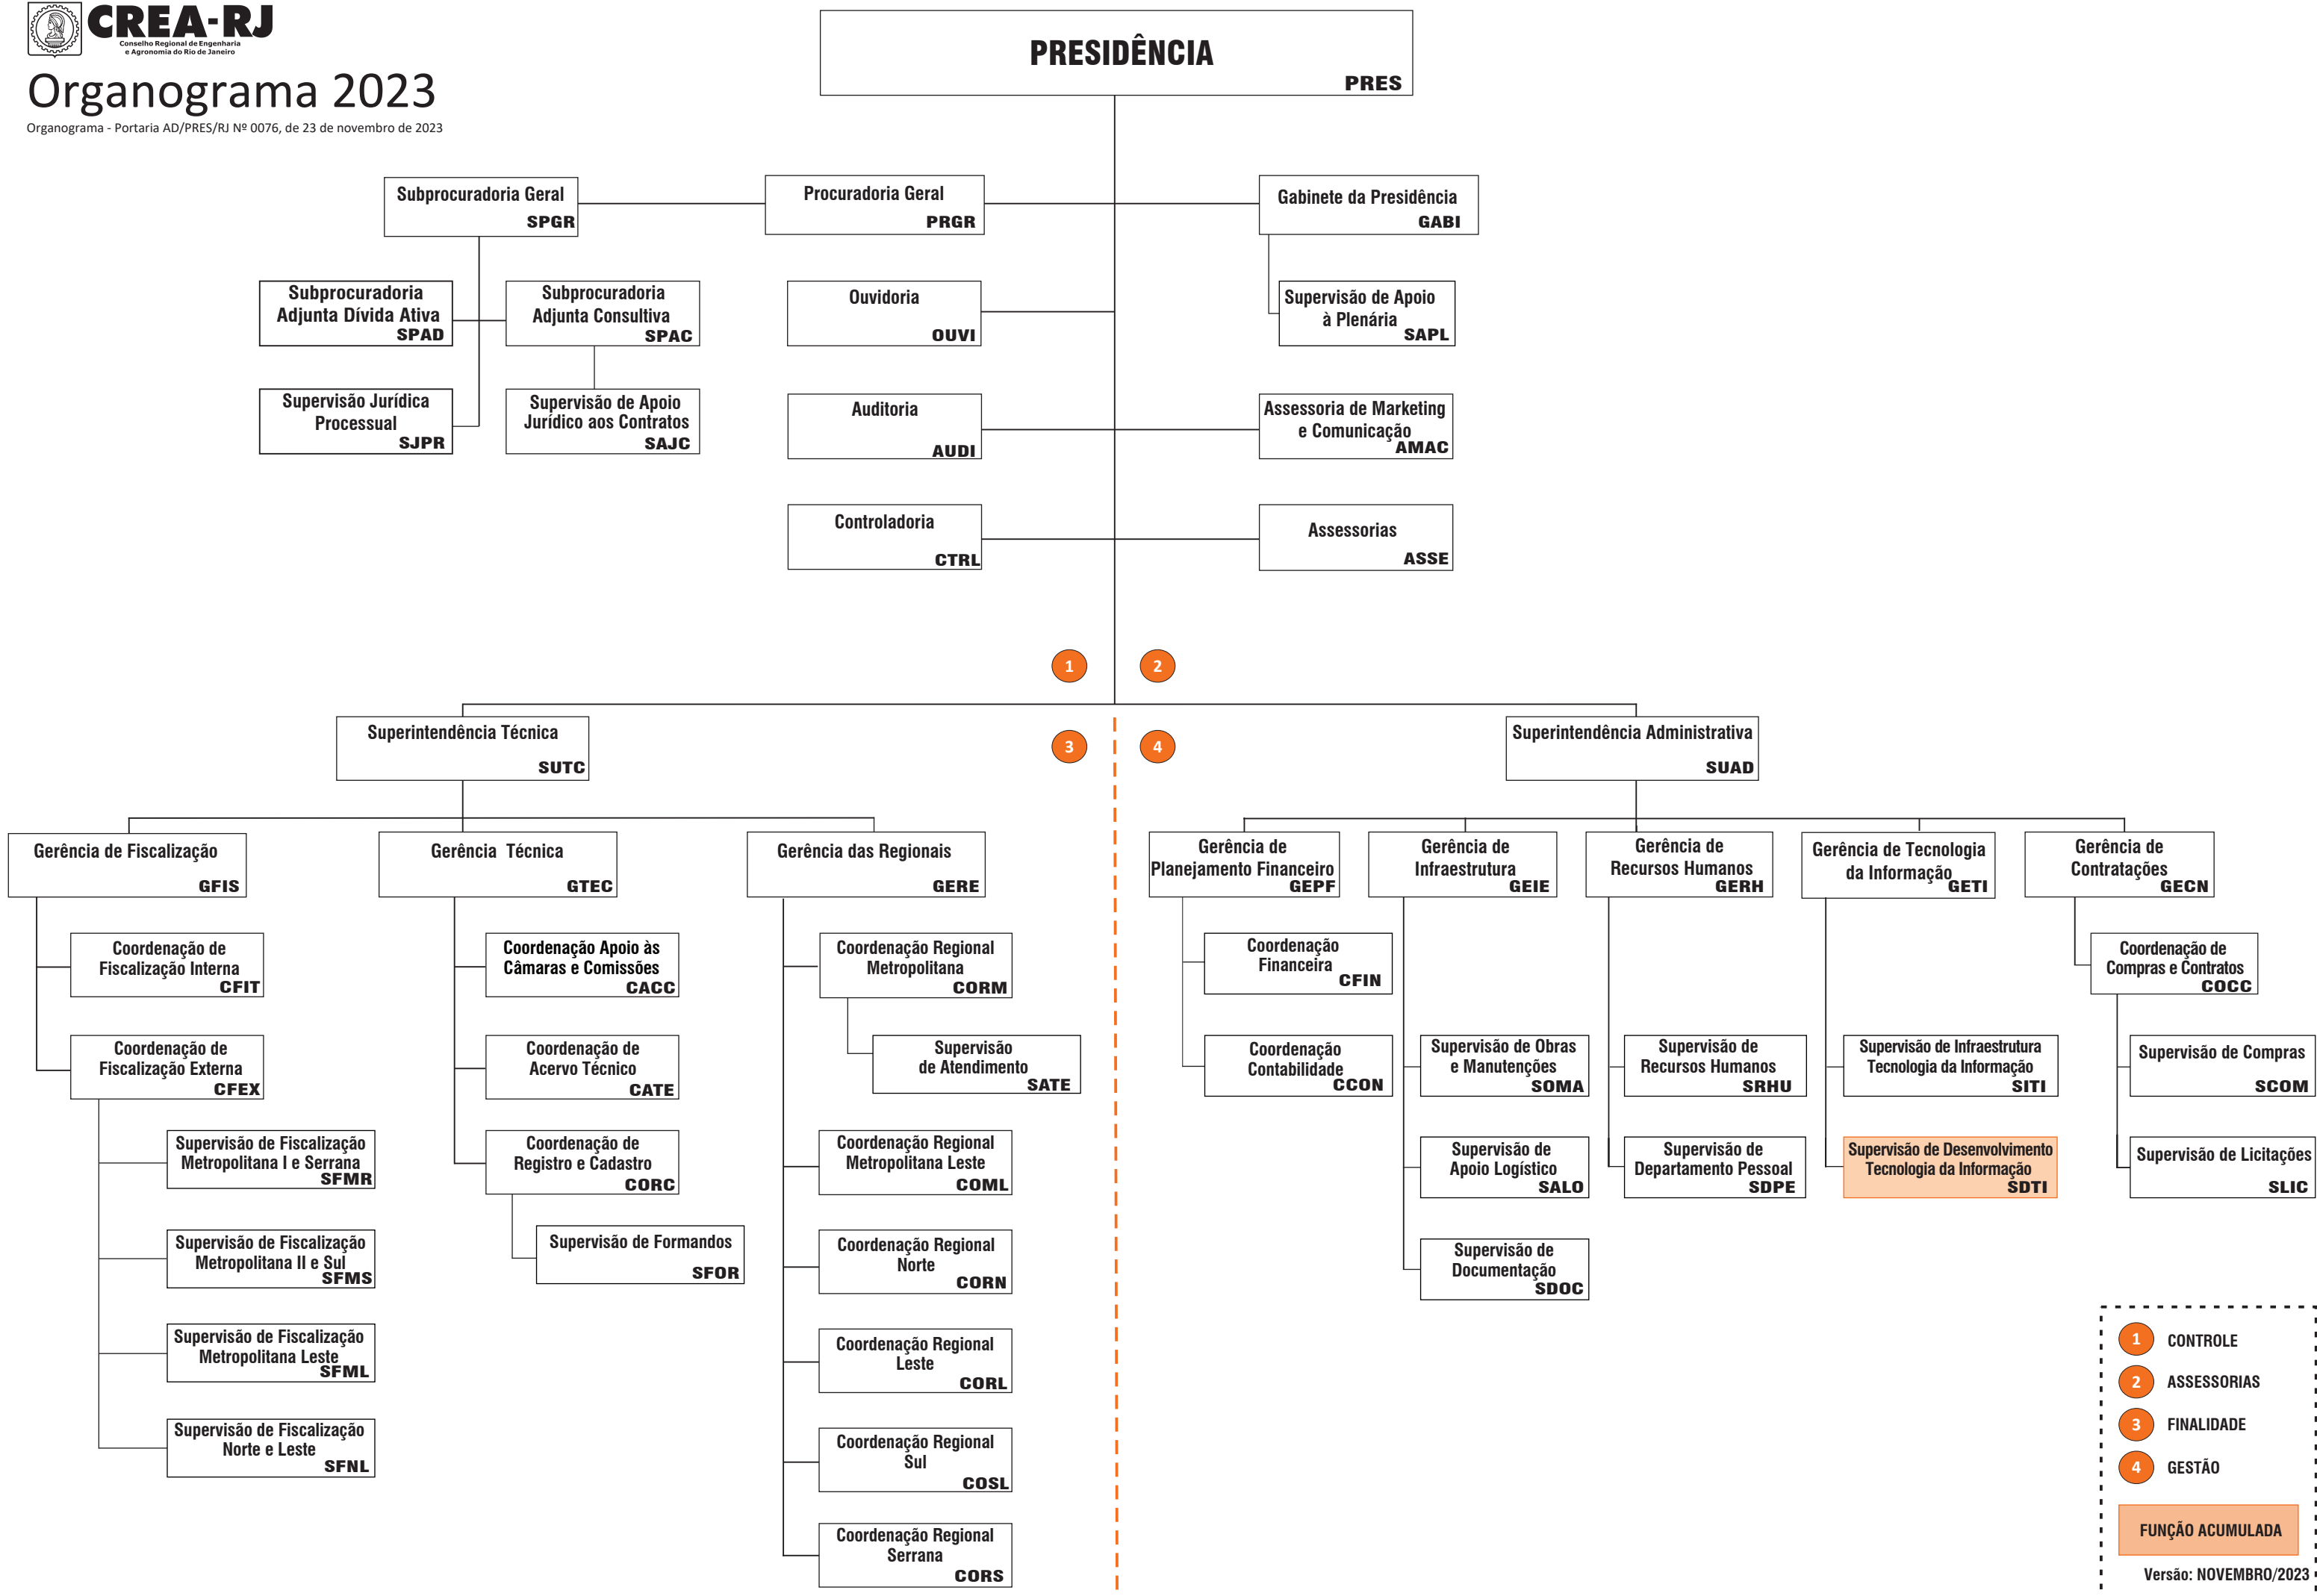 CREA-RJ
Conselho Regional de Engenharia
e Agronomia do Rio de Janeiro
Organograma 2023
Organograma - Portaria AD/PRES/RJ Nº 0076, de 23 de novembro de 2023
PRESIDÊNCIA
PRES
Subprocuradoria Geral
SPGR
Procuradoria Geral
PRGR
Gabinete da Presidência
GABI
Subprocuradoria
Adjunta Dívida Ativa
SPAD
Subprocuradoria
Adjunta Consultiva
SPAC
Ouvidoria
OUVI
Supervisão de Apoio
à Plenária
SAPL
Supervisão Jurídica
Processual
SJPR
Supervisão de Apoio
Jurídico aos Contratos
SAJC
Auditoria
AUDI
Assessoria de Marketing
e Comunicação
AMAC
Controladoria
CTRL
Assessorias
ASSE
1
2
3
4
Superintendência Técnica
SUTC
Superintendência Administrativa
SUAD
Gerência de Fiscalização
GFIS
Gerência Técnica
GTEC
Gerência das Regionais
GERE
Gerência de
Planejamento Financeiro
GEPF
Gerência de
Infraestrutura
GEIE
Gerência de
Recursos Humanos
GERH
Gerência de Tecnologia
da Informação
GETI
Gerência de
Contratações
GECN
Coordenação de
Fiscalização Interna
CFIT
Coordenação de
Fiscalização Externa
CFEX
Supervisão de Fiscalização
Metropolitana I e Serrana
SFMR
Supervisão de Fiscalização
Metropolitana II e Sul
SFMS
Supervisão de Fiscalização
Metropolitana Leste
SFML
Supervisão de Fiscalização
Norte e Leste
SFNL
Coordenação Apoio às
Câmaras e Comissões
CACC
Coordenação de
Acervo Técnico
CATE
Coordenação de
Registro e Cadastro
CORC
Supervisão de Formandos
SFOR
Coordenação Regional
Metropolitana
CORM
Supervisão
de Atendimento
SATE
Coordenação Regional
Metropolitana Leste
COML
Coordenação Regional
Norte
CORN
Coordenação Regional
Leste
CORL
Coordenação Regional
Sul
COSL
Coordenação Regional
Serrana
CORS
Coordenação
Financeira
CFIN
Coordenação
Contabilidade
CCON
Supervisão de Obras
e Manutenções
SOMA
Supervisão de
Apoio Logístico
SALO
Supervisão de
Documentação
SDOC
Supervisão de
Recursos Humanos
SRHU
Supervisão de
Departamento Pessoal
SDPE
Supervisão de Infraestrutura
Tecnologia da Informação
SITI
Supervisão de Desenvolvimento
Tecnologia da Informação
SDTI
Coordenação de
Compras e Contratos
COCC
Supervisão de Compras
SCOM
Supervisão de Licitações
SLIC
1 CONTROLE
2 ASSESSORIAS
3 FINALIDADE
4 GESTÃO
FUNÇÃO ACUMULADA
Versão: NOVEMBRO/2023